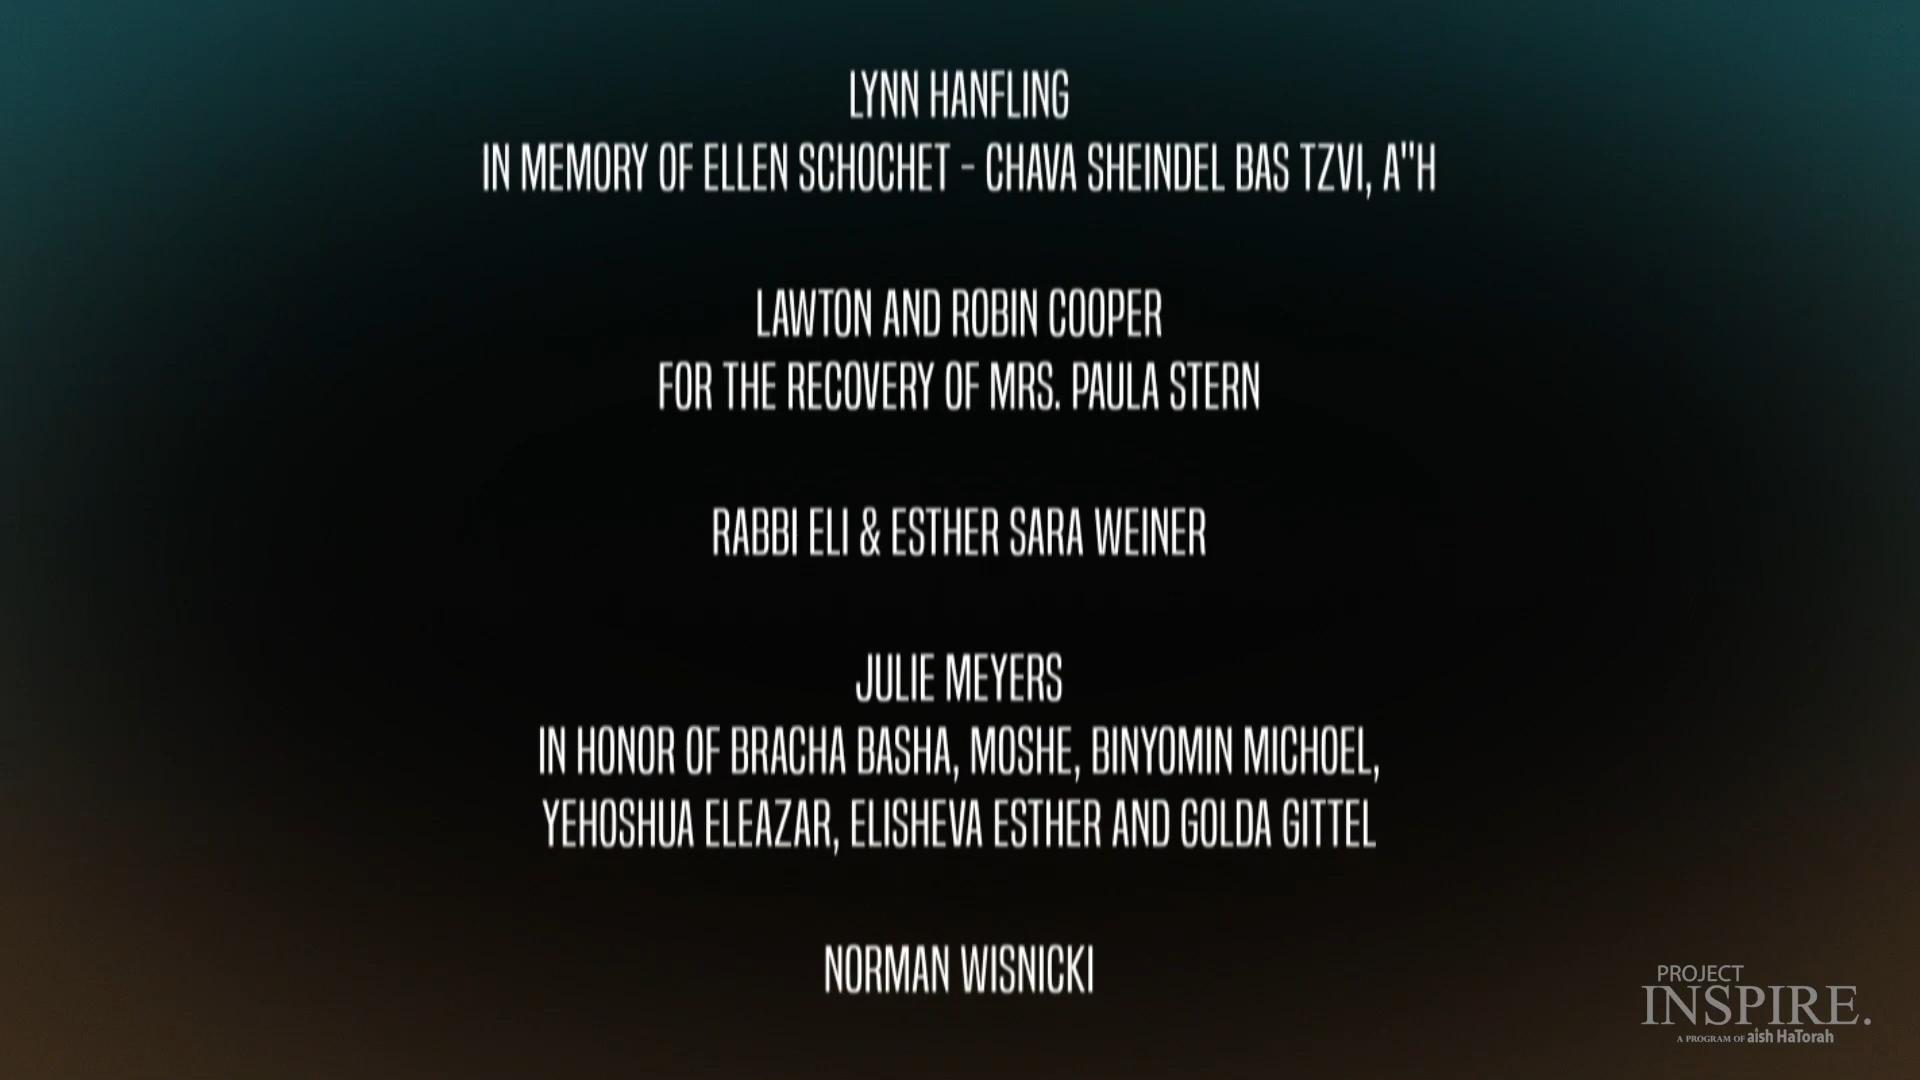 LYNN HANFLING
IN MEMORY OF ELLEN SCHOCHET - CHAVA SHEINDEL BAS TZVI, A"H
LAWTON AND ROBIN COOPER
FOR THE RECOVERY OF MRS. PAULA STERN
RABBI ELI & ESTHER SARA WEINER
JULIE MEYERS
IN HONOR OF BRACHA BASHA, MOSHE, BINYOMIN MICHOEL,
YEHOSHUA ELEAZAR, ELISHEVA ESTHER AND GOLDA GITTEL
NORMAN WISNICKI
PROJECT
INSPIRE.
A PROGRAM OF aish HaTorah